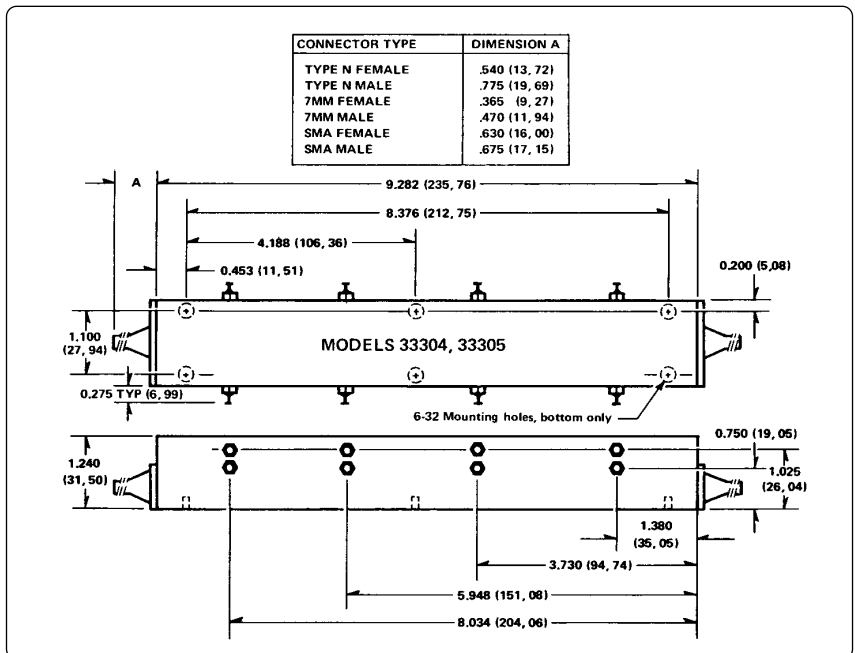 CONNECTOR TYPE DIMENSION A
TYPE N FEMALE .540 (13, 72)
TYPE N MALE .775 (19, 69)
7MM FEMALE .365 (9, 27)
7MM MALE .470 (11, 94)
SMA FEMALE .630 (16, 00)
SMA MALE .675 (17, 15)
A
9.282 (235, 76)
8.376 (212, 75)
4.188 (106, 36)
0.453 (11, 51)
0.200 (5,08)
1.100
(27, 94)
MODELS 33304, 33305
0.275 TYP (6, 99)
6-32 Mounting holes, bottom only
0.750 (19, 05)
1.240
(31, 50)
1.025
(26, 04)
1.380
(35, 05)
3.730 (94, 74)
5.948 (151, 08)
8.034 (204, 06)